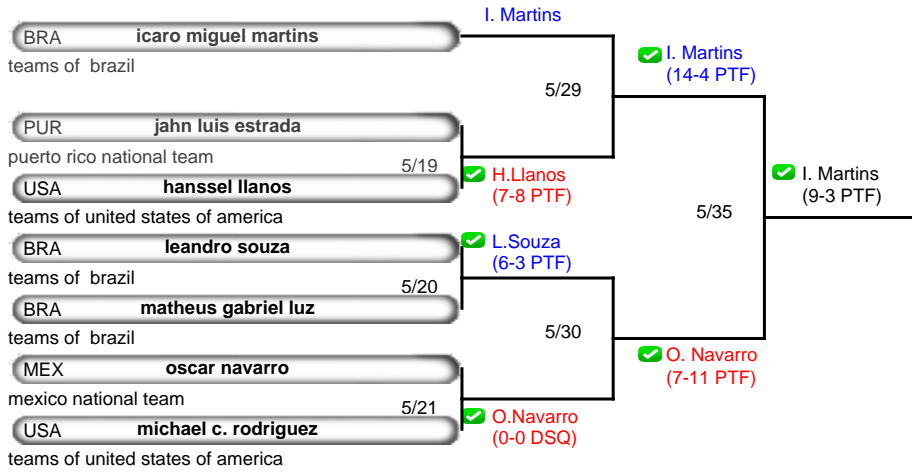 I. Martins
BRA icaro miguel martins
teams of brazil
I. Martins
(14-4 PTF)
5/29
PUR jahn luis estrada
puerto rico national team
5/19
USA hanssel llanos
H.Llanos
(7-8 PTF)
I. Martins
(9-3 PTF)
teams of united states of america
5/35
BRA leandro souza
L.Souza
(6-3 PTF)
teams of brazil
5/20
BRA matheus gabriel luz
teams of brazil
5/30
MEX oscar navarro
O. Navarro
(7-11 PTF)
mexico national team
5/21
USA michael c. rodriguez
O.Navarro
(0-0 DSQ)
teams of united states of america